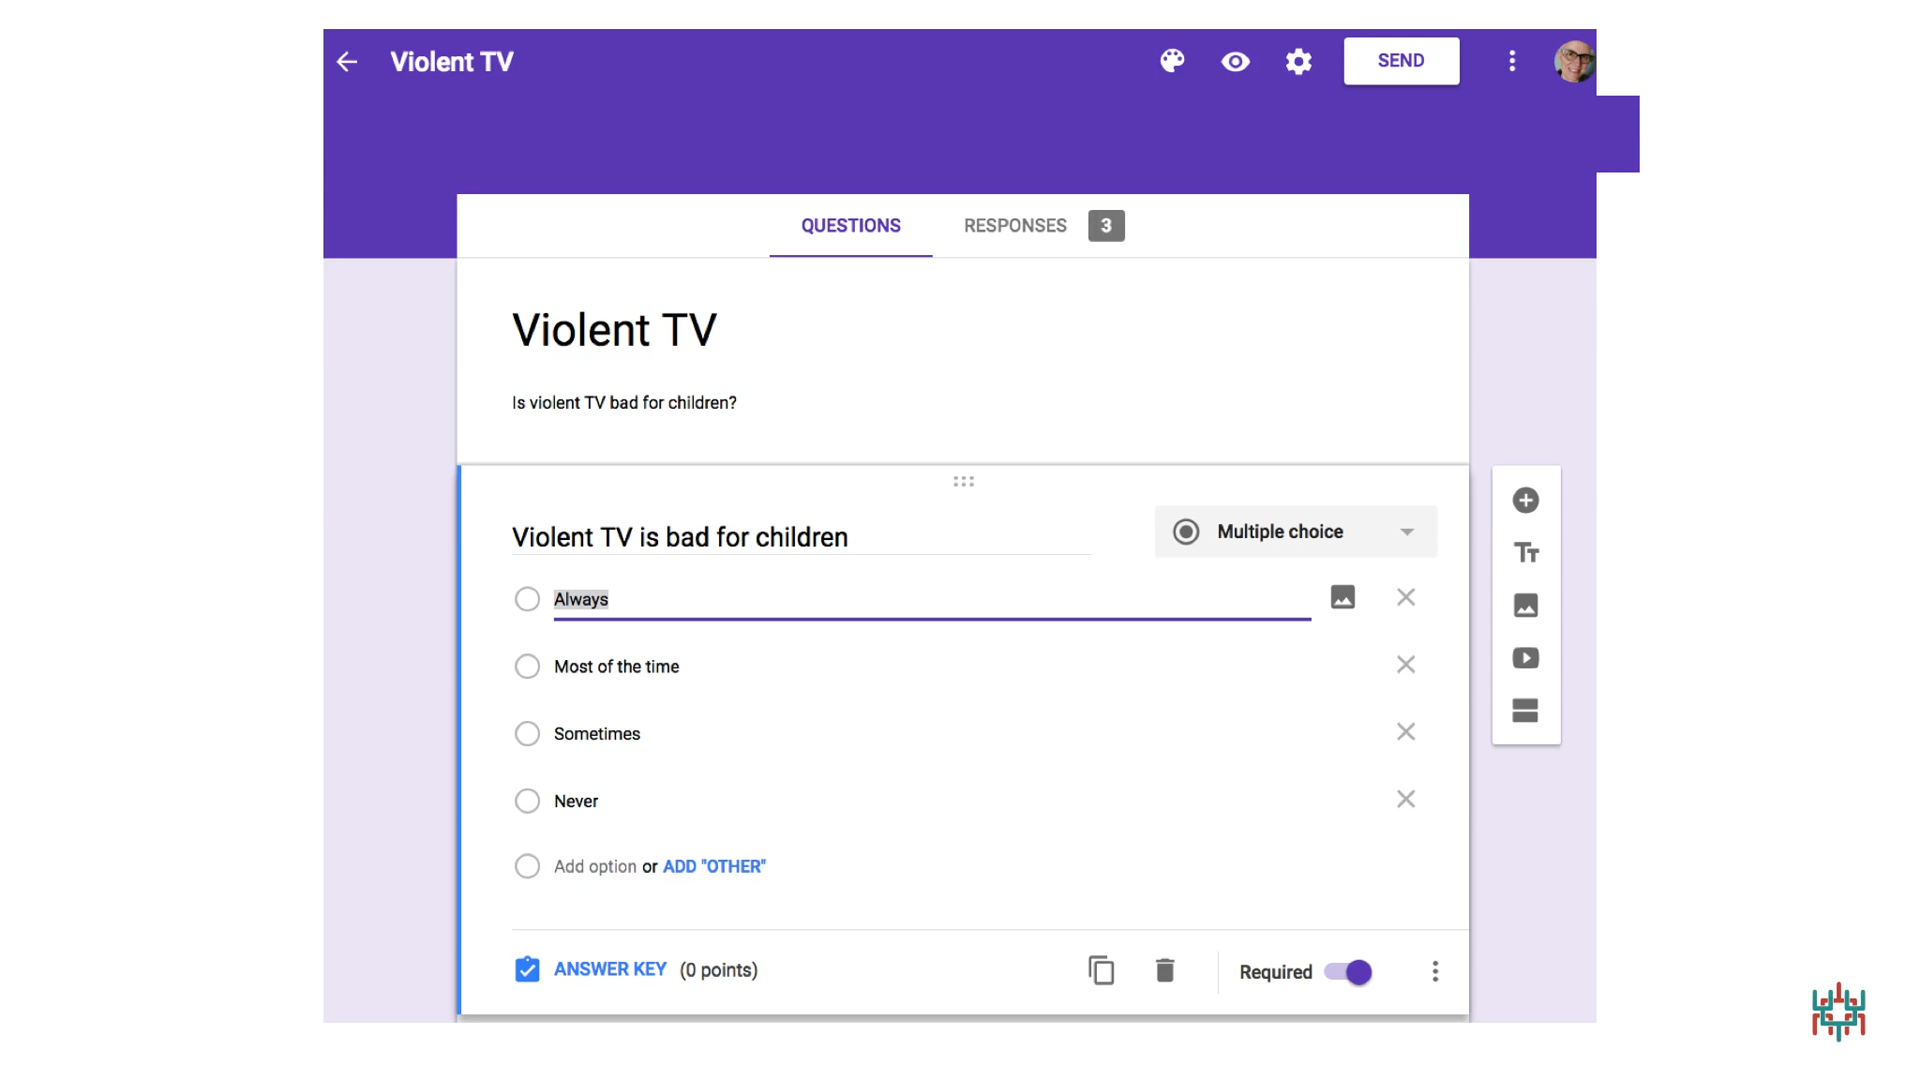 Violent TV
SEND
QUESTIONS RESPONSES 3
Violent TV
Is violent TV bad for children?
Violent TV is bad for children
Multiple choice
Always
Most of the time
Sometimes
Never
Add option or ADD "OTHER"
ANSWER KEY (0 points)
Required